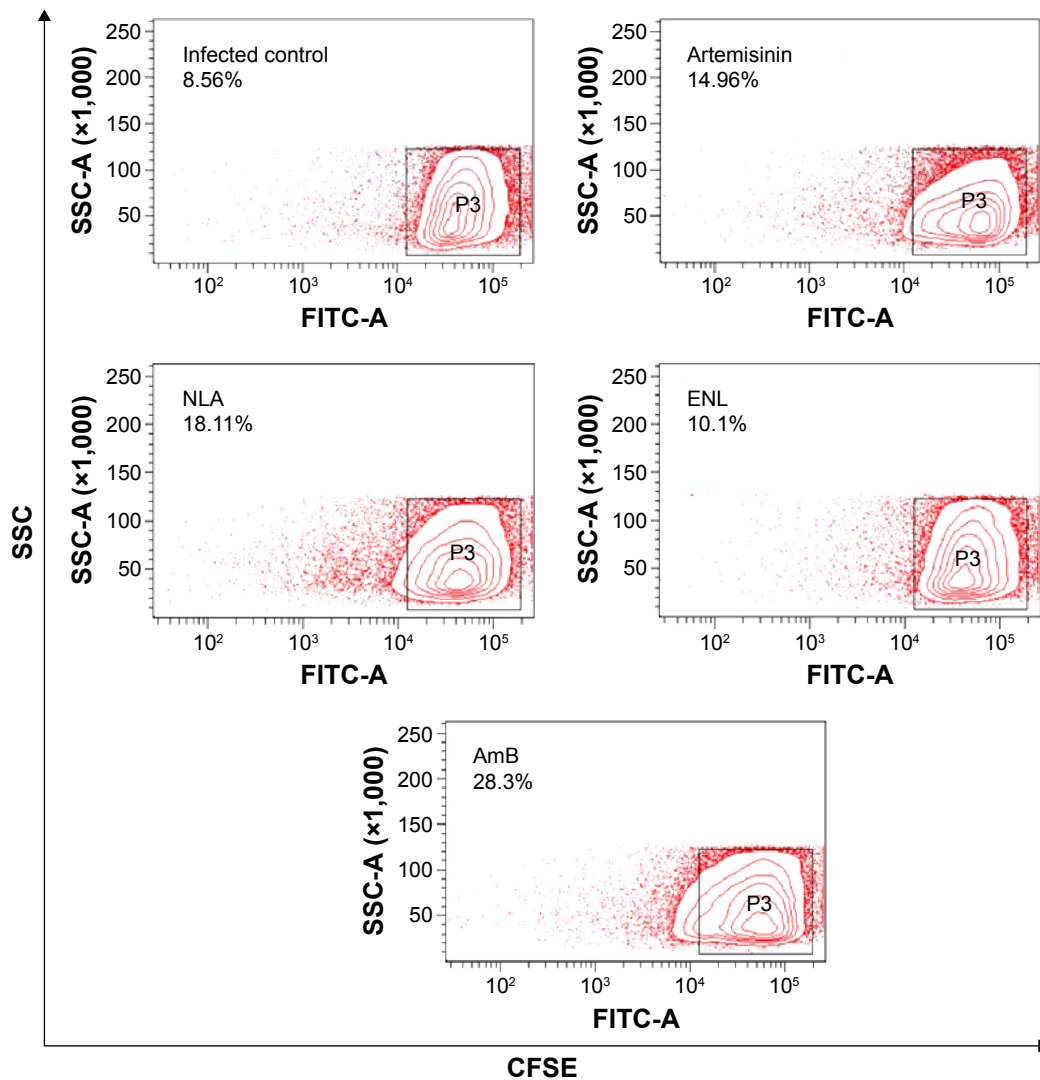 SSC
SSC-A (×1,000)
250
200
150
100
50
Infected control
8.56%
P3
10² 10³ 10⁴ 10⁵
FITC-A
SSC-A (×1,000)
250
200
150
100
50
Artemisinin
14.96%
P3
10² 10³ 10⁴ 10⁵
FITC-A
SSC-A (×1,000)
250
200
150
100
50
NLA
18.11%
P3
10² 10³ 10⁴ 10⁵
FITC-A
SSC-A (×1,000)
250
200
150
100
50
ENL
10.1%
P3
10² 10³ 10⁴ 10⁵
FITC-A
SSC-A (×1,000)
250
200
150
100
50
AmB
28.3%
P3
10² 10³ 10⁴ 10⁵
FITC-A
CFSE